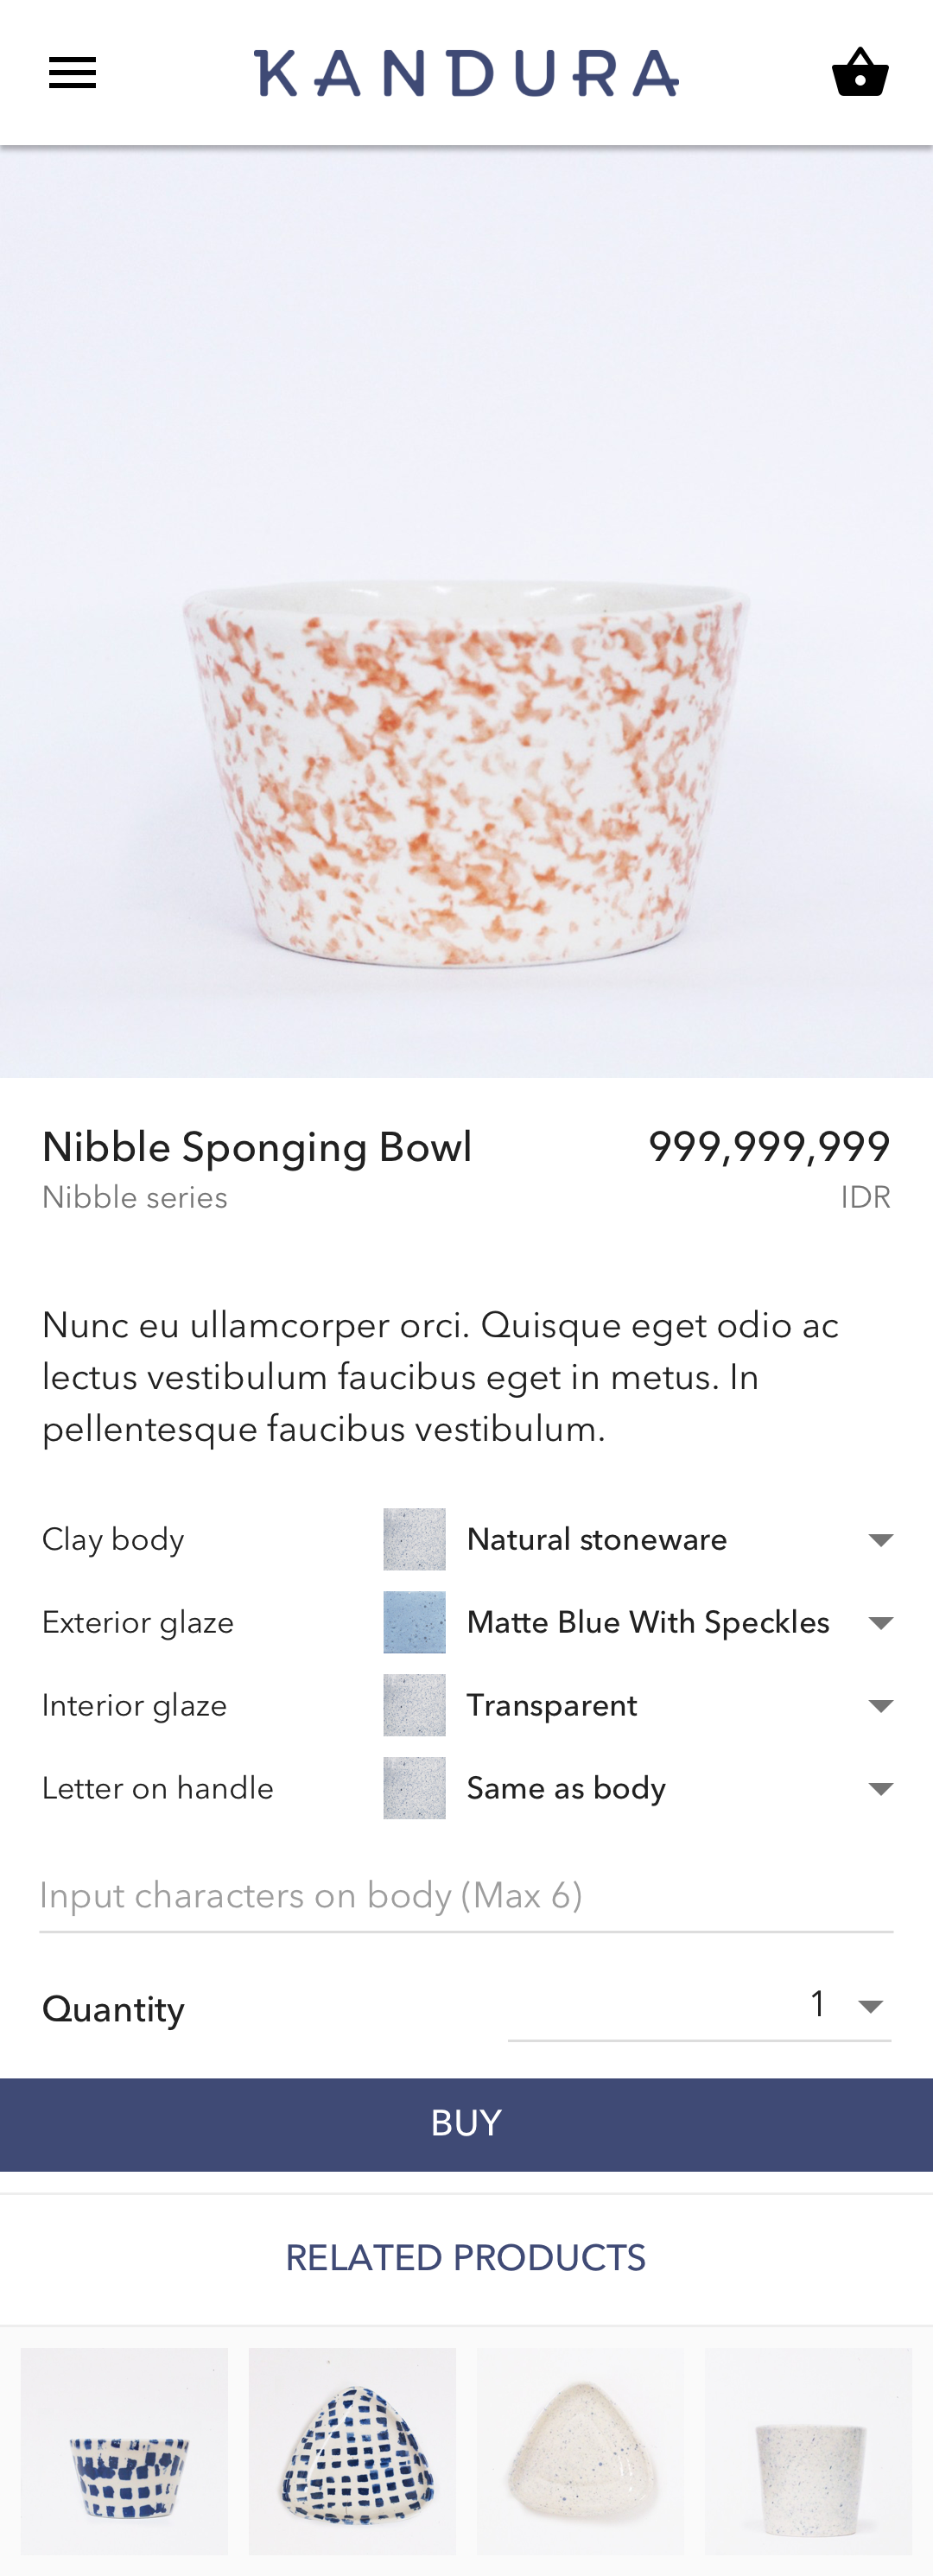 KANDURA
Nibble Sponging Bowl 999,999,999
Nibble series IDR
Nunc eu ullamcorper orci. Quisque eget odio ac
lectus vestibulum faucibus eget in metus. In
pellentesque faucibus vestibulum.
Clay body Natural stoneware
Exterior glaze Matte Blue With Speckles
Interior glaze Transparent
Letter on handle Same as body
Input characters on body (Max 6)
Quantity 1
BUY
RELATED PRODUCTS